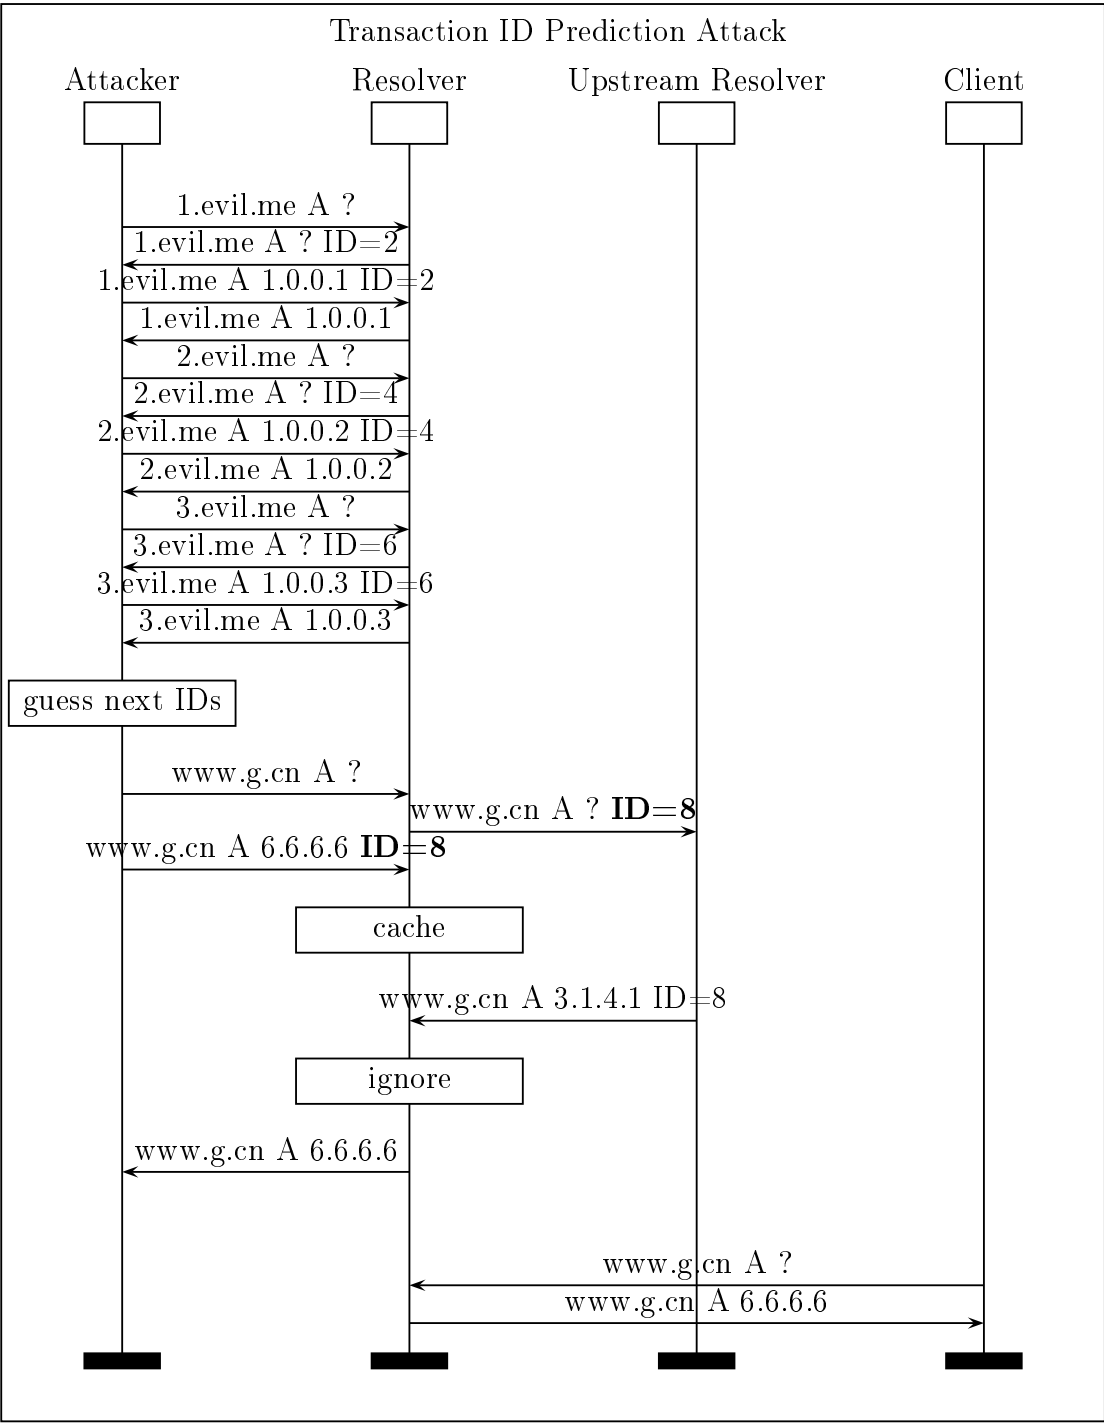 Transaction ID Prediction Attack
Attacker Resolver Upstream Resolver Client
1.evil.me A ?
1.evil.me A ? ID=2
1.evil.me A 1.0.0.1 ID=2
1.evil.me A 1.0.0.1
2.evil.me A ?
2.evil.me A ? ID=4
2.evil.me A 1.0.0.2 ID=4
2.evil.me A 1.0.0.2
3.evil.me A ?
3.evil.me A ? ID=6
3.evil.me A 1.0.0.3 ID=6
3.evil.me A 1.0.0.3
guess next IDs
www.g.cn A ?
www.g.cn A ? ID=8
www.g.cn A 6.6.6.6 ID=8
cache
www.g.cn A 3.1.4.1 ID=8
ignore
www.g.cn A 6.6.6.6
www.g.cn A ?
www.g.cn A 6.6.6.6